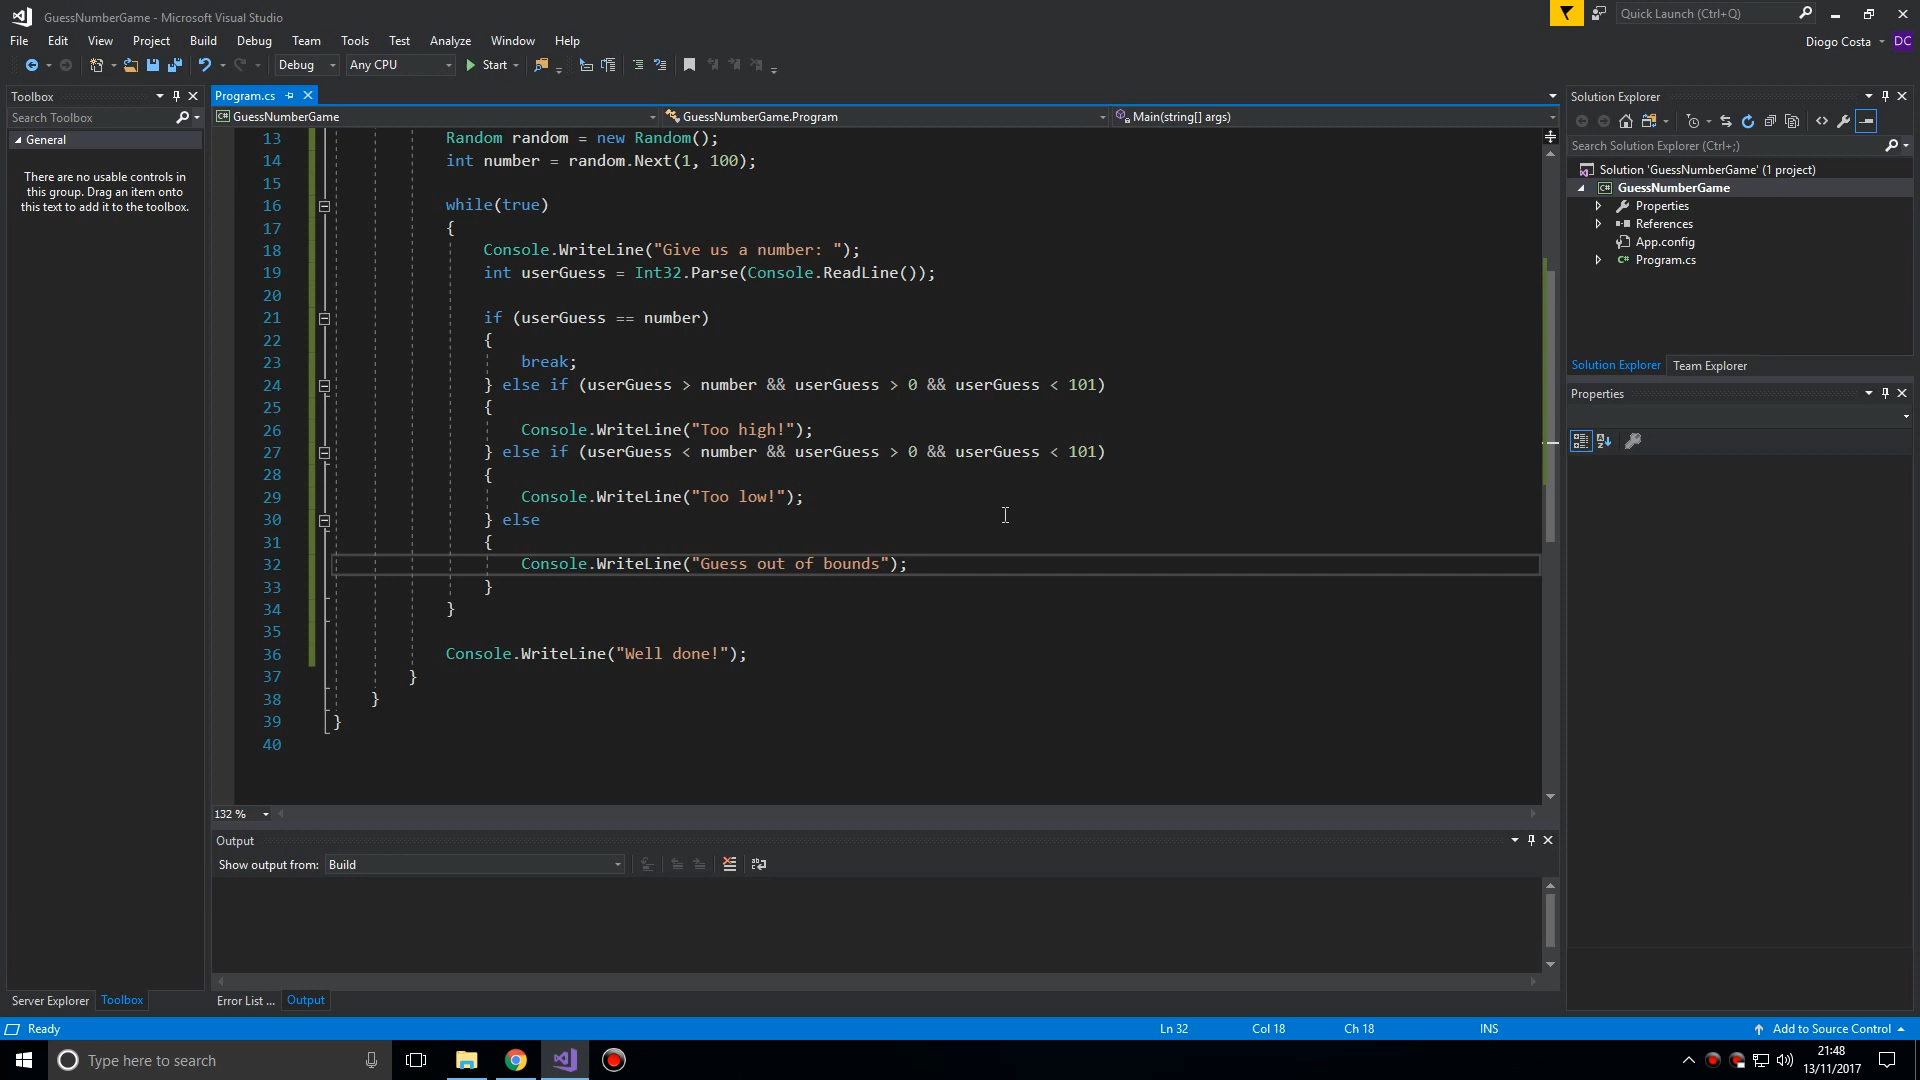 GuessNumberGame - Microsoft Visual Studio
Quick Launch (Ctrl+Q)
File Edit View Project Build Debug Team Tools Test Analyze Window Help
Diogo Costa DC
Debug Any CPU Start
Toolbox
Search Toolbox
General
There are no usable controls in
this group. Drag an item onto
this text to add it to the toolbox.
Server Explorer Toolbox
Program.cs
GuessNumberGame GuessNumberGame.Program Main(string[] args)
13 Random random = new Random();
14 int number = random.Next(1, 100);
15
16 while(true)
17 {
18 Console.WriteLine("Give us a number: ");
19 int userGuess = Int32.Parse(Console.ReadLine());
20
21 if (userGuess == number)
22 {
23 break;
24 } else if (userGuess > number && userGuess > 0 && userGuess < 101)
25 {
26 Console.WriteLine("Too high!");
27 } else if (userGuess < number && userGuess > 0 && userGuess < 101)
28 {
29 Console.WriteLine("Too low!");
30 } else
31 {
32 Console.WriteLine("Guess out of bounds");
33 }
34 }
35
36 Console.WriteLine("Well done!");
37 }
38 }
39 }
40
132 %
Output
Show output from: Build
Error List ... Output
Solution Explorer
Search Solution Explorer (Ctrl+;)
Solution 'GuessNumberGame' (1 project)
C# GuessNumberGame
Properties
References
App.config
C# Program.cs
Solution Explorer Team Explorer
Properties
Ready Ln 32 Col 18 Ch 18 INS Add to Source Control
Type here to search
21:48
13/11/2017